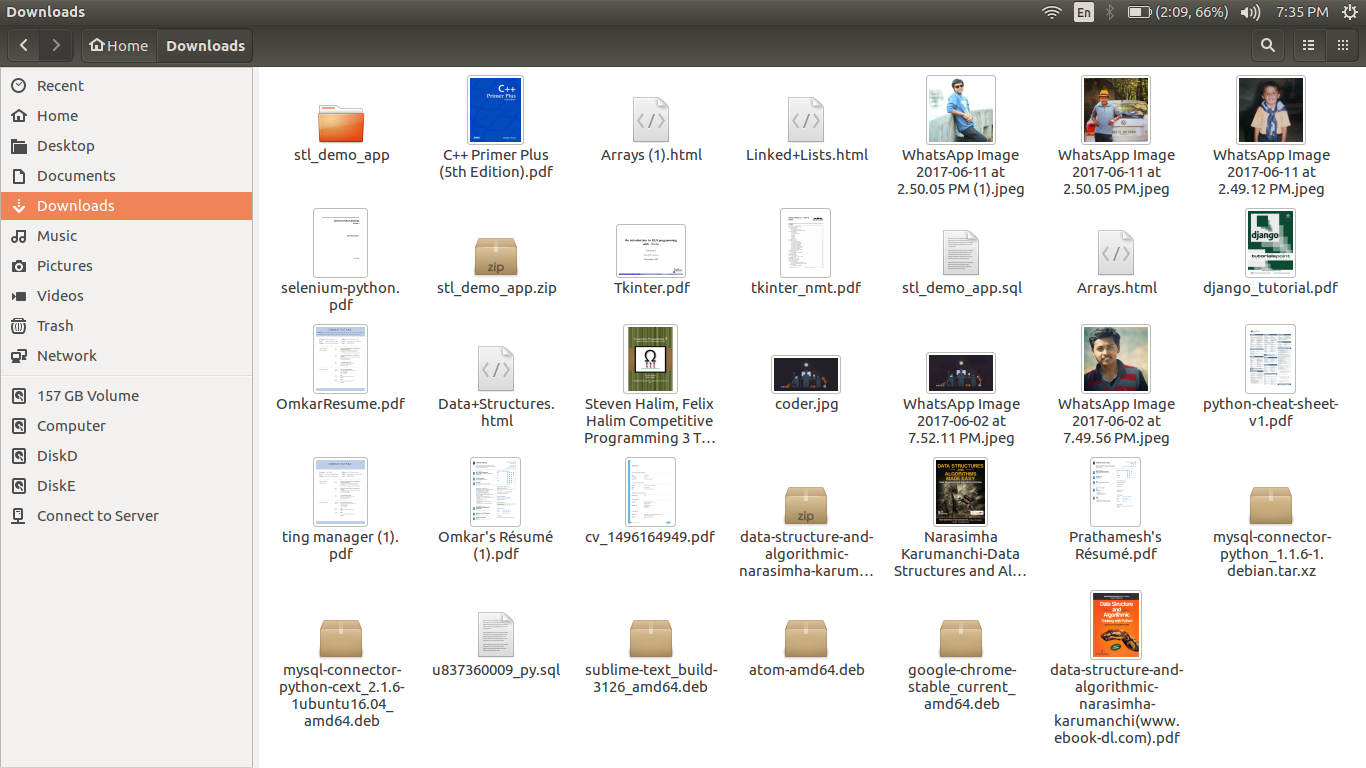 Downloads
En
(2:09, 66%)
7:35 PM
Home
Downloads
Recent
Home
Desktop
Documents
Downloads
Music
Pictures
Videos
Trash
Network
157 GB Volume
Computer
DiskD
DiskE
Connect to Server
stl_demo_app
C++
Primer Plus
C++ Primer Plus
(5th Edition).pdf
Arrays (1).html
Linked+Lists.html
WhatsApp Image
2017-06-11 at
2.50.05 PM (1).jpeg
WhatsApp Image
2017-06-11 at
2.50.05 PM.jpeg
WhatsApp Image
2017-06-11 at
2.49.12 PM.jpeg
selenium-python.
pdf
zip
stl_demo_app.zip
An introduction to GUI programming
with
Tkinter.pdf
tkinter_nmt.pdf
stl_demo_app.sql
Arrays.html
django
tutorialspoint
django_tutorial.pdf
OmkarResume.pdf
Data+Structures.
html
Steven Halim, Felix
Halim Competitive
Programming 3 T...
coder.jpg
WhatsApp Image
2017-06-02 at
7.52.11 PM.jpeg
WhatsApp Image
2017-06-02 at
7.49.56 PM.jpeg
python-cheat-sheet-
v1.pdf
ting manager (1).
pdf
Omkar's Résumé
(1).pdf
cv_1496164949.pdf
zip
data-structure-and-
algorithmic-
narasimha-karum...
DATA STRUCTURES
AND
ALGORITHMS
MADE EASY
Narasimha
Karumanchi-Data
Structures and Al...
Prathamesh's
Résumé.pdf
mysql-connector-
python_1.1.6-1.
debian.tar.xz
mysql-connector-
python-cext_2.1.6-
1ubuntu16.04_
amd64.deb
u837360009_py.sql
sublime-text_build-
3126_amd64.deb
atom-amd64.deb
google-chrome-
stable_current_
amd64.deb
Data Structure
and
Algorithmic
Thinking with Python
data-structure-and-
algorithmic-
narasimha-
karumanchi(www.
ebook-dl.com).pdf